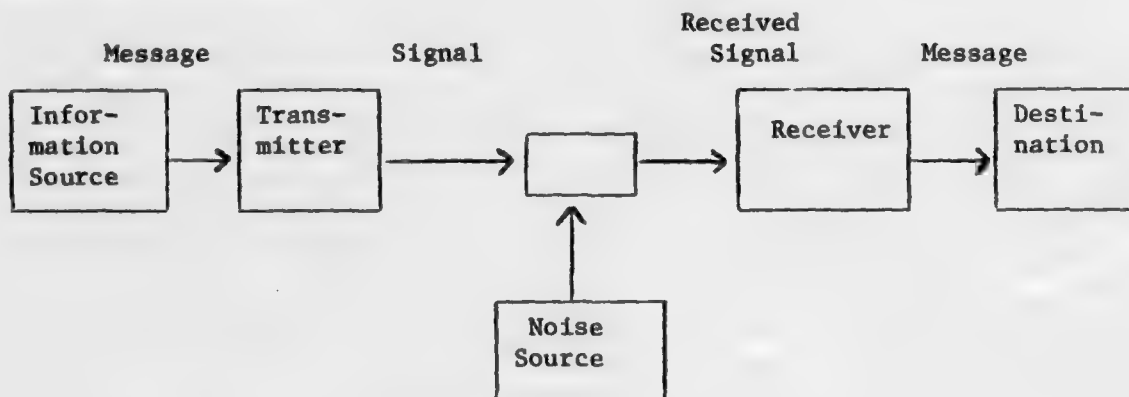 Message
Signal
Received
Signal
Message
Infor-
mation
Source
Trans-
mitter
Receiver
Desti-
nation
Noise
Source